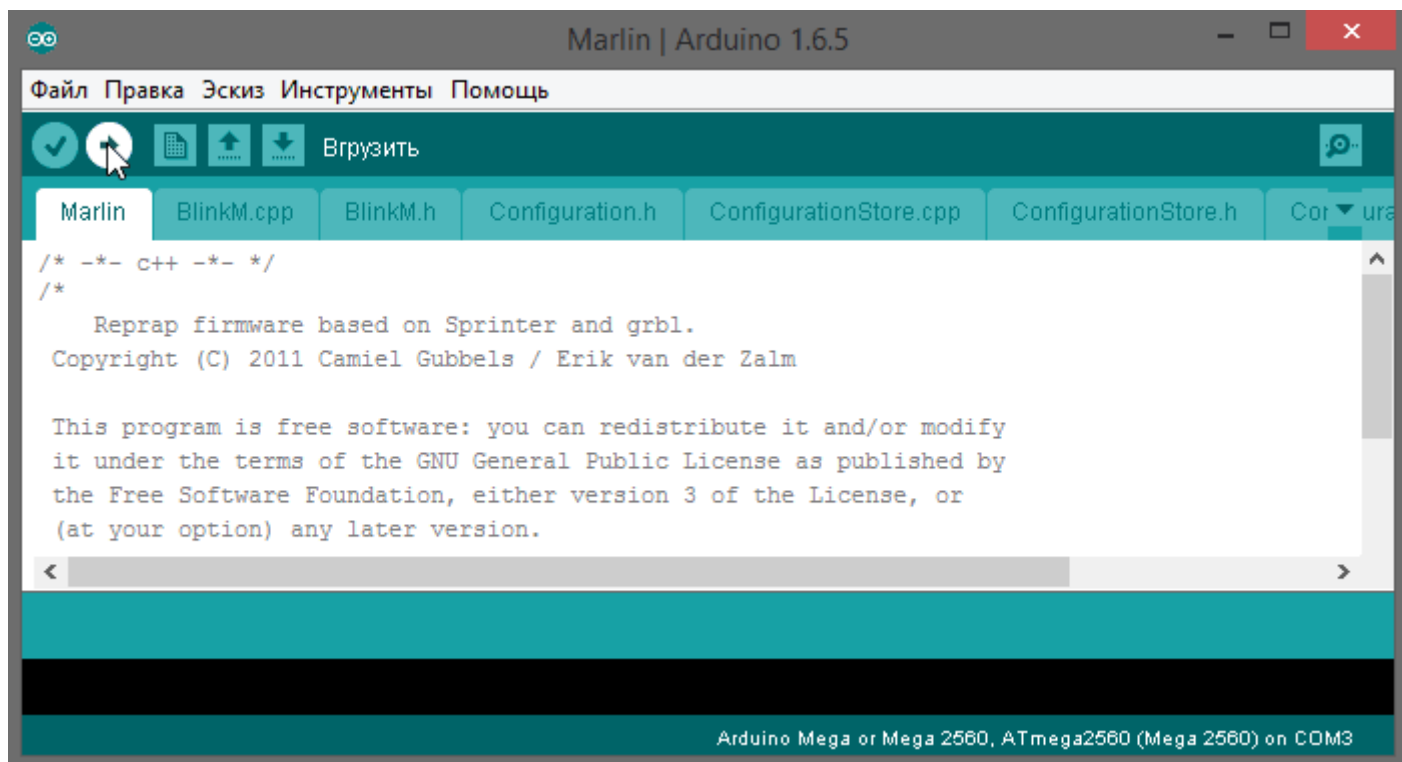 Marlin | Arduino 1.6.5
Файл Правка Эскиз Инструменты Помощь
Вгрузить
Marlin BlinkM.cpp BlinkM.h Configuration.h ConfigurationStore.cpp ConfigurationStore.h
/* -*- c++ -*- */
/*
Reprap firmware based on Sprinter and grbl.
Copyright (C) 2011 Camiel Gubbels / Erik van der Zalm
This program is free software: you can redistribute it and/or modify
it under the terms of the GNU General Public License as published by
the Free Software Foundation, either version 3 of the License, or
(at your option) any later version.
Arduino Mega or Mega 2560, ATmega2560 (Mega 2560) on COM3